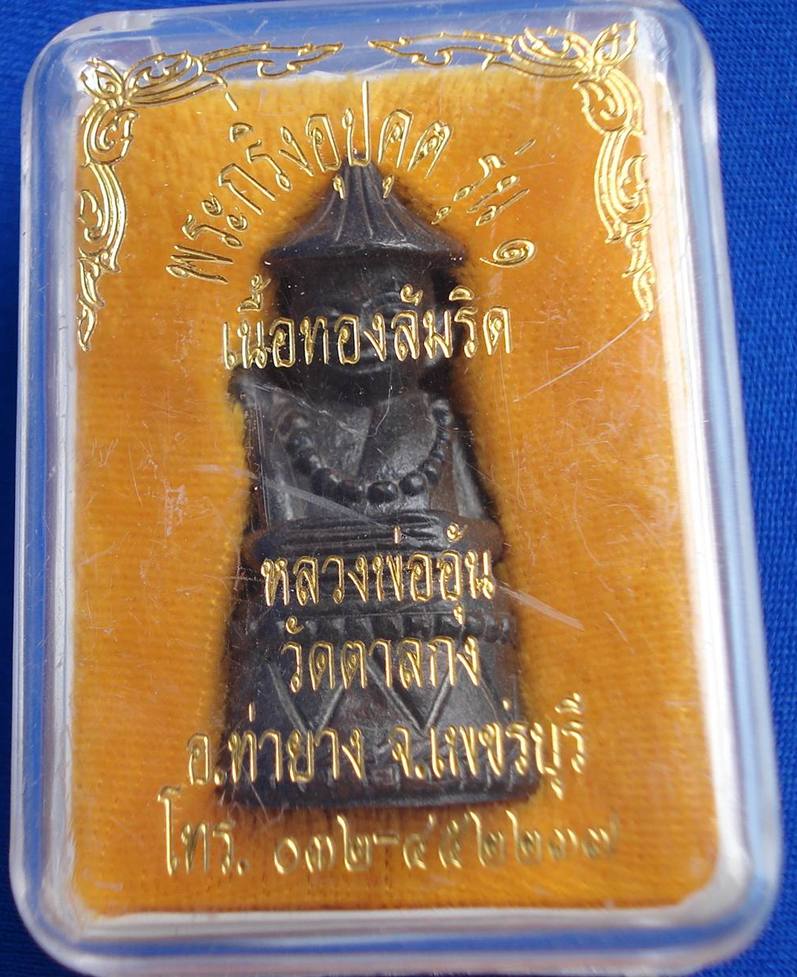 พระกริ่งอุปคุต รุ่น ๑
เนื้อทองสัมริด
หลวงพ่ออุ้น
วัดตาลกง
อ.ท่ายาง จ.เพชรบุรี
โทร. ๐๓๒-๔๕๒๒๓๗